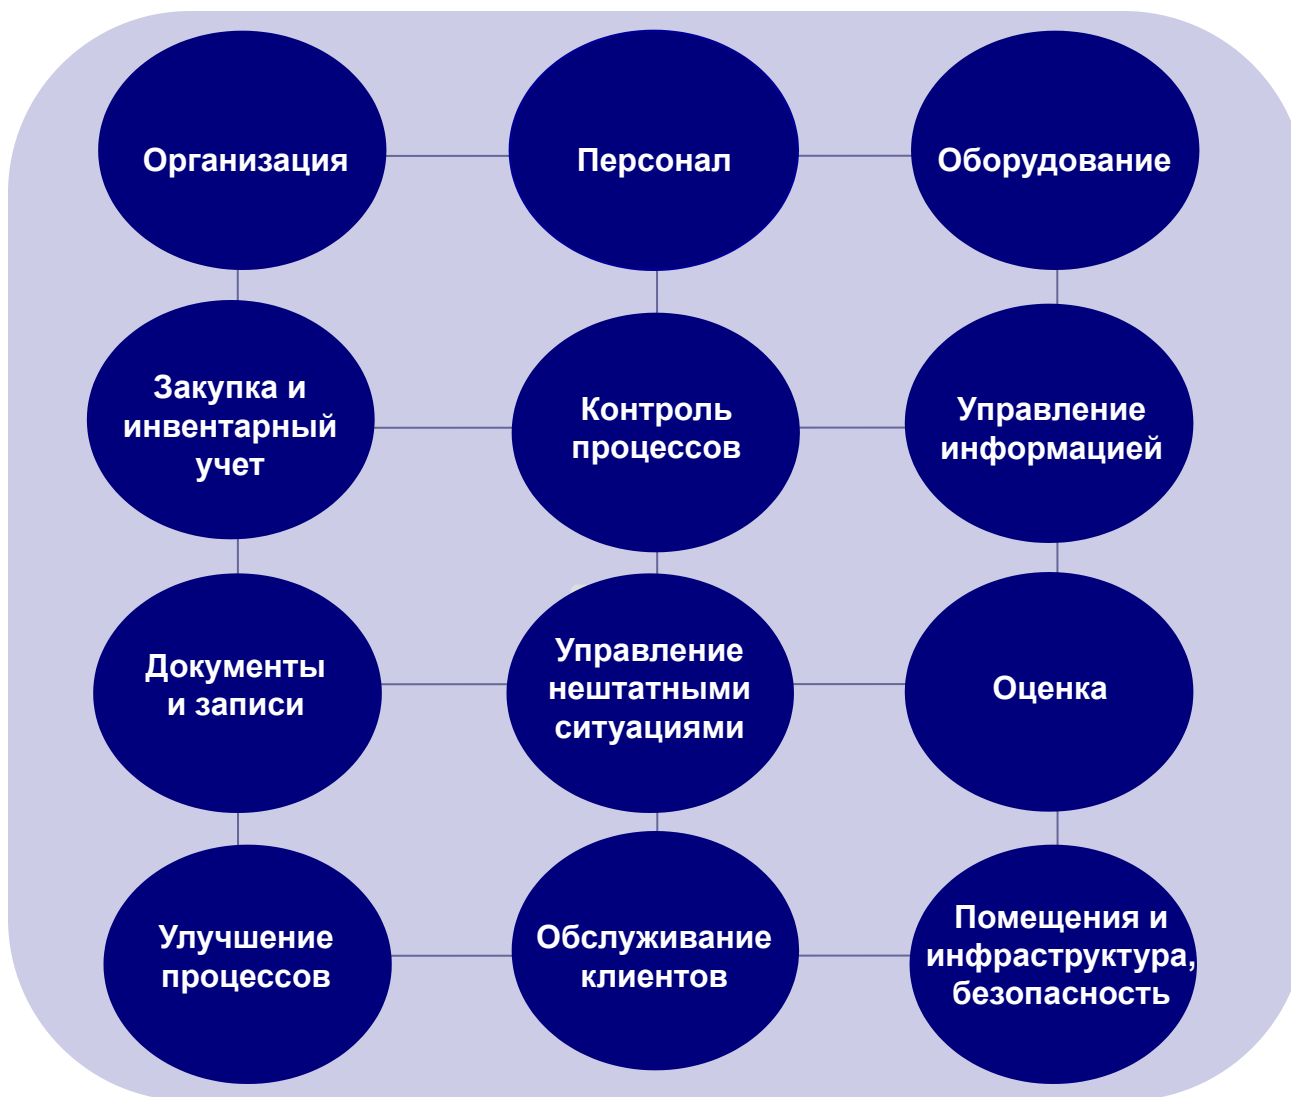 Организация
Персонал
Оборудование
Закупка и
инвентарный
учет
Контроль
процессов
Управление
информацией
Документы
и записи
Управление
нештатными
ситуациями
Оценка
Улучшение
процессов
Обслуживание
клиентов
Помещения и
инфраструктура,
безопасность